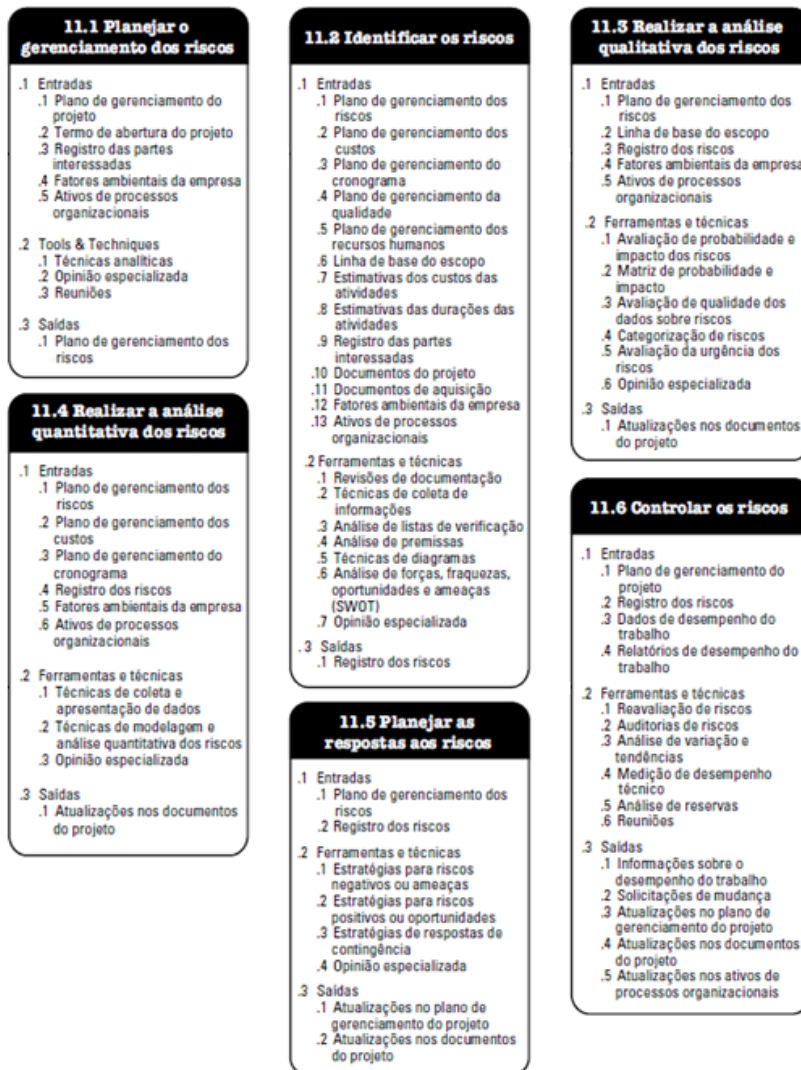 11.1 Planejar o
gerenciamento dos riscos
.1 Entradas
.1 Plano de gerenciamento do
projeto
.2 Termo de abertura do projeto
.3 Registro das partes
interessadas
.4 Fatores ambientais da empresa
.5 Ativos de processos
organizacionais
.2 Tools & Techniques
.1 Técnicas analíticas
.2 Opinião especializada
.3 Reuniões
.3 Saídas
.1 Plano de gerenciamento dos
riscos
11.2 Identificar os riscos
.1 Entradas
.1 Plano de gerenciamento dos
riscos
.2 Plano de gerenciamento dos
custos
.3 Plano de gerenciamento do
cronograma
.4 Plano de gerenciamento da
qualidade
.5 Plano de gerenciamento dos
recursos humanos
.6 Linha de base do escopo
.7 Estimativas dos custos das
atividades
.8 Estimativas das durações das
atividades
.9 Registro das partes
interessadas
.10 Documentos do projeto
.11 Documentos de aquisição
.12 Fatores ambientais da empresa
.13 Ativos de processos
organizacionais
.2 Ferramentas e técnicas
.1 Revisões de documentação
.2 Técnicas de coleta de
informações
.3 Análise de listas de verificação
.4 Análise de premissas
.5 Técnicas de diagramas
.6 Análise de forças, fraquezas,
oportunidades e ameaças
(SWOT)
.7 Opinião especializada
.3 Saídas
.1 Registro dos riscos
11.3 Realizar a análise
qualitativa dos riscos
.1 Entradas
.1 Plano de gerenciamento dos
riscos
.2 Linha de base do escopo
.3 Registro dos riscos
.4 Fatores ambientais da empresa
.5 Ativos de processos
organizacionais
.2 Ferramentas e técnicas
.1 Avaliação de probabilidade e
impacto dos riscos
.2 Matriz de probabilidade e
impacto
.3 Avaliação de qualidade dos
dados sobre riscos
.4 Categorização de riscos
.5 Avaliação da urgência dos
riscos
.6 Opinião especializada
.3 Saídas
.1 Atualizações nos documentos
do projeto
11.4 Realizar a análise
quantitativa dos riscos
.1 Entradas
.1 Plano de gerenciamento dos
riscos
.2 Plano de gerenciamento dos
custos
.3 Plano de gerenciamento do
cronograma
.4 Registro dos riscos
.5 Fatores ambientais da empresa
.6 Ativos de processos
organizacionais
.2 Ferramentas e técnicas
.1 Técnicas de coleta e
apresentação de dados
.2 Técnicas de modelagem e
análise quantitativa dos riscos
.3 Opinião especializada
.3 Saídas
.1 Atualizações nos documentos
do projeto
11.5 Planejar as
respostas aos riscos
.1 Entradas
.1 Plano de gerenciamento dos
riscos
.2 Registro dos riscos
.2 Ferramentas e técnicas
.1 Estratégias para riscos
negativos ou ameaças
.2 Estratégias para riscos
positivos ou oportunidades
.3 Estratégias de respostas de
contingência
.4 Opinião especializada
.3 Saídas
.1 Atualizações no plano de
gerenciamento do projeto
.2 Atualizações nos documentos
do projeto
11.6 Controlar os riscos
.1 Entradas
.1 Plano de gerenciamento do
projeto
.2 Registro dos riscos
.3 Dados de desempenho do
trabalho
.4 Relatórios de desempenho do
trabalho
.2 Ferramentas e técnicas
.1 Reavaliação de riscos
.2 Auditorias de riscos
.3 Análise de variação e
tendências
.4 Medição de desempenho
técnico
.5 Análise de reservas
.6 Reuniões
.3 Saídas
.1 Informações sobre o
desempenho do trabalho
.2 Solicitações de mudança
.3 Atualizações no plano de
gerenciamento do projeto
.4 Atualizações nos documentos
do projeto
.5 Atualizações nos ativos de
processos organizacionais